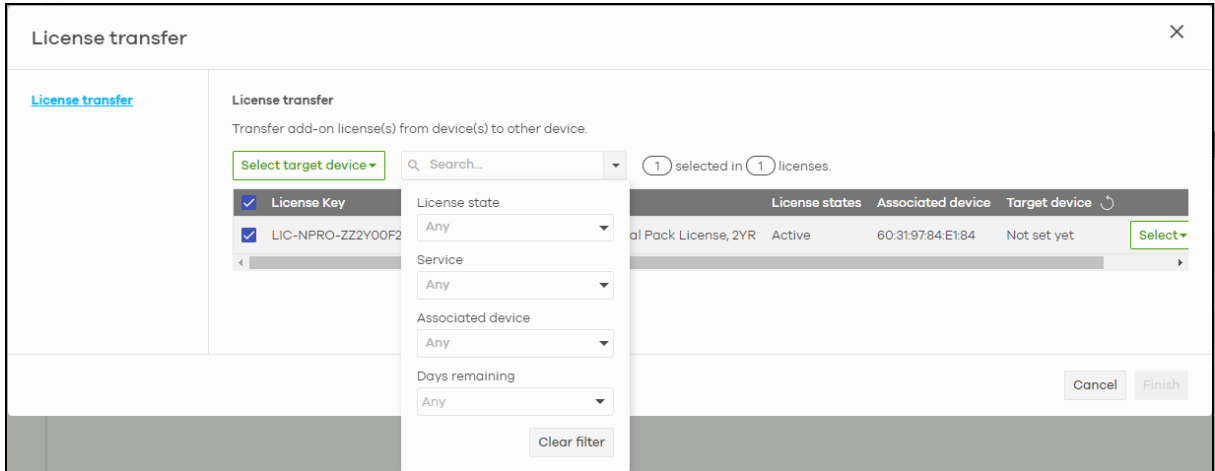 License transfer
License transfer
License transfer
Transfer add-on license(s) from device(s) to other device.
Select target device
Search...
1 selected in 1 licenses.
License Key License states Associated device Target device
LIC-NPRO-ZZ2Y00F2 al Pack License, 2YR Active 60:31:97:84:E1:84 Not set yet Select
License state
Any
Service
Any
Associated device
Any
Days remaining
Any
Clear filter
Cancel Finish